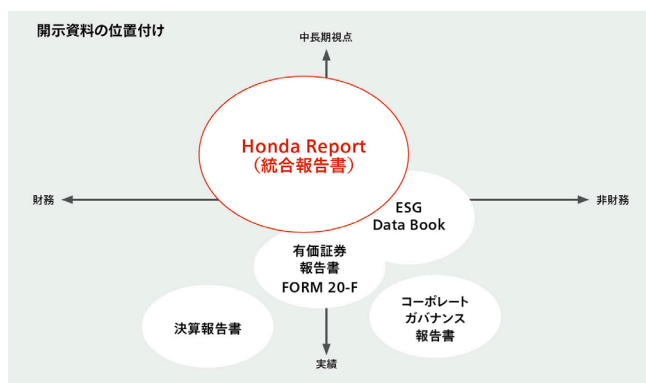 開示資料の位置付け
中長期視点
Honda Report
（統合報告書）
財務
非財務
ESG
Data Book
有価証券
報告書
FORM 20-F
決算報告書
コーポレート
ガバナンス
報告書
実績